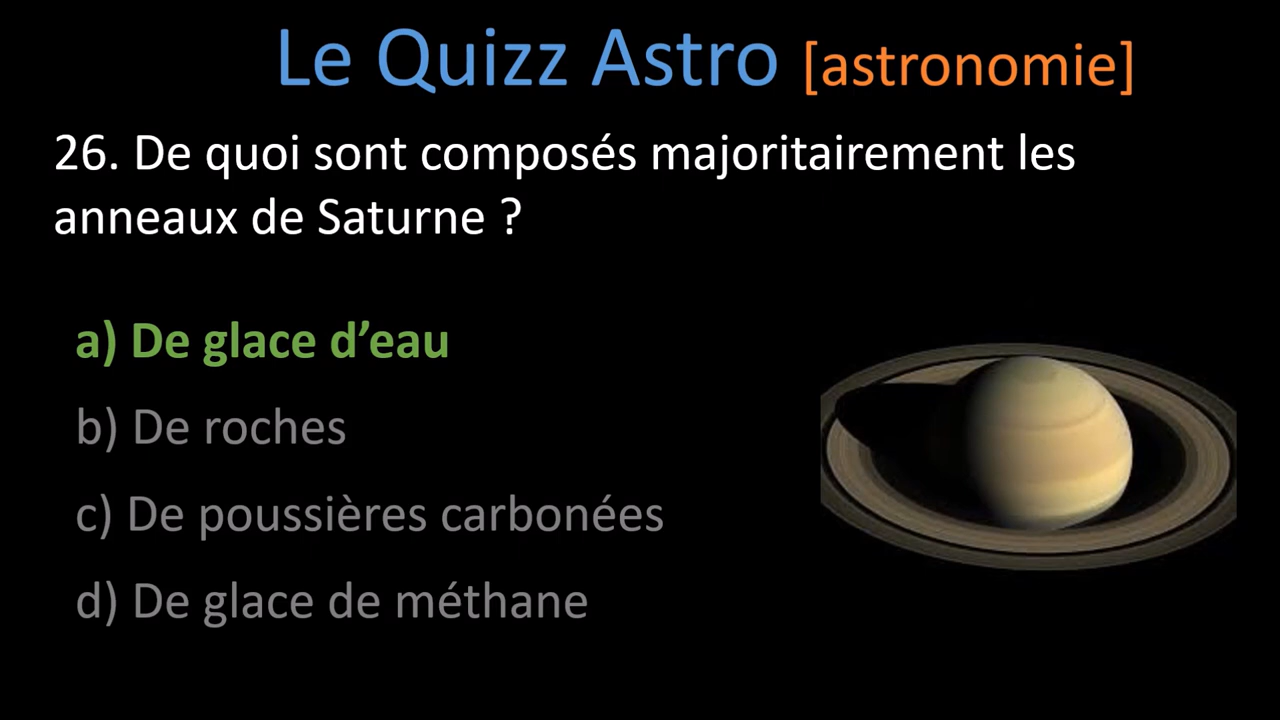 Le Quizz Astro [astronomie]
26. De quoi sont composés majoritairement les
anneaux de Saturne ?
a) De glace d’eau
b) De roches
c) De poussières carbonées
d) De glace de méthane